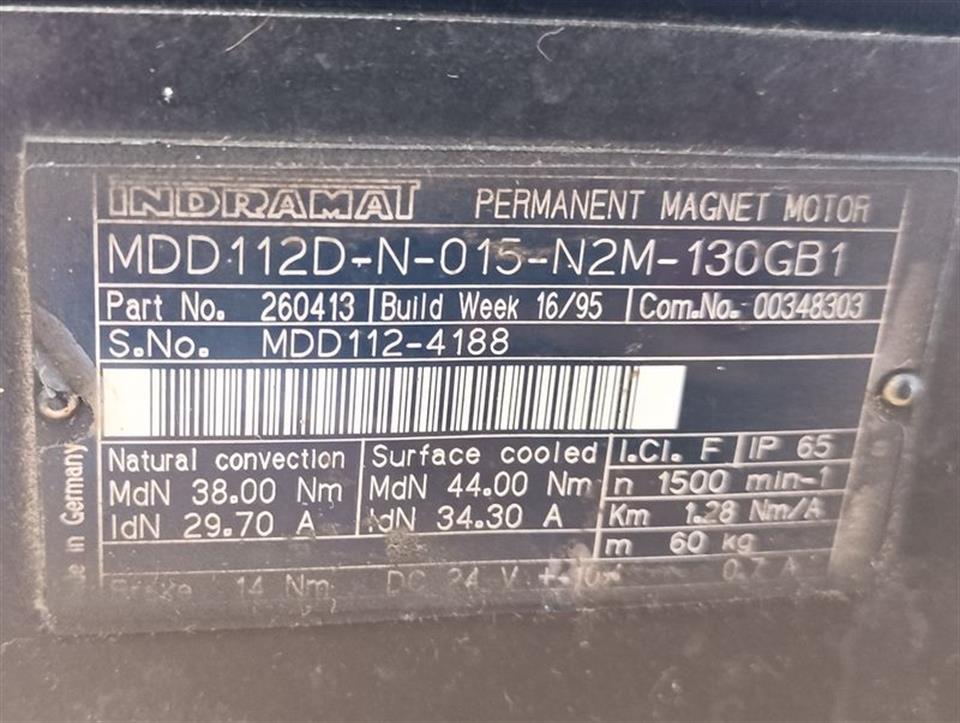 INDRAMAT PERMANENT MAGNET MOTOR
MDD112D-N-015-N2M-130GB1
Part No. 260413 Build Week 16/95 Com.No. 00348303
S.No. MDD112-4188
Natural convection Surface cooled I.Cl. F IP 65
MdN 38.00 Nm MdN 44.00 Nm n 1500 min-1
IdN 29.70 A IdN 34.30 A Km 1.28 Nm/A
m 60 kg
Brake 14 Nm DC 24 V +-10% 0.7 A
in Germany